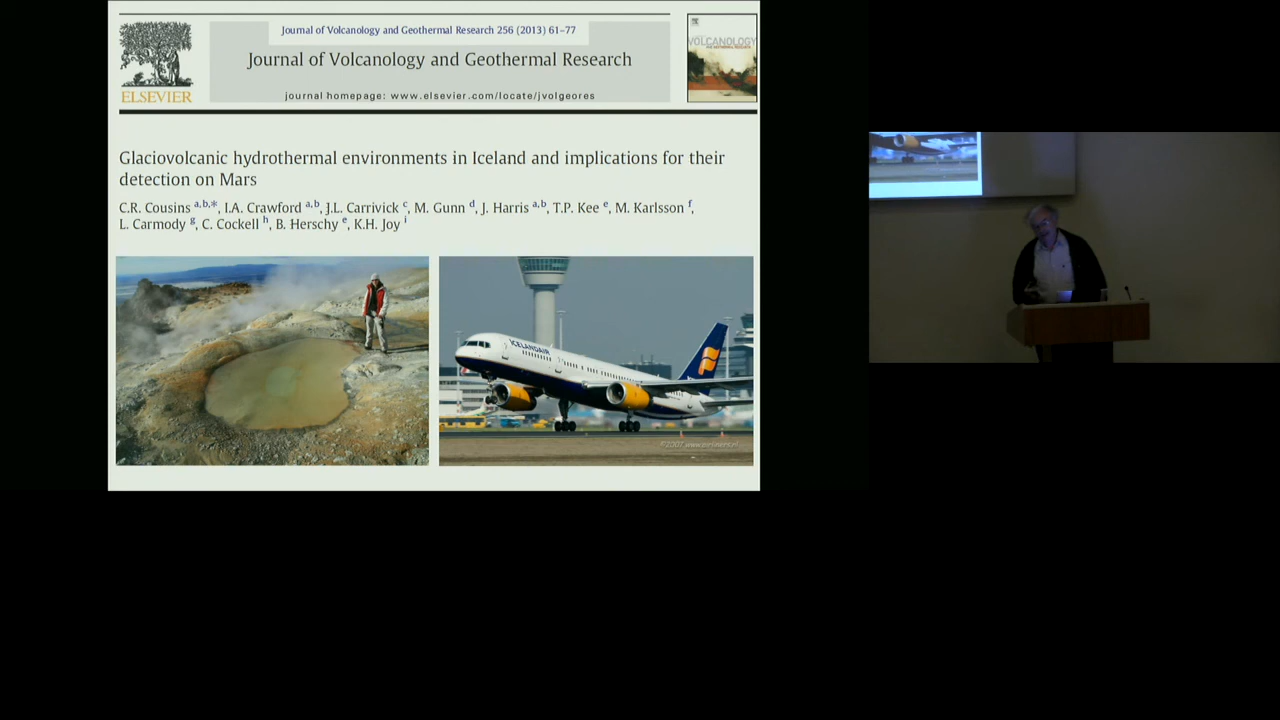 Journal of Volcanology and Geothermal Research 256 (2013) 61–77
Journal of Volcanology and Geothermal Research
journal homepage: www.elsevier.com/locate/jvolgeores
ELSEVIER
VOLCANOLOGY
Glaciovolcanic hydrothermal environments in Iceland and implications for their
detection on Mars
C.R. Cousins a,b,*, I.A. Crawford a,b, J.L. Carrivick c, M. Gunn d, J. Harris a,b, T.P. Kee e, M. Karlsson f,
L. Carmody g, C. Cockell h, B. Herschy e, K.H. Joy i
ICELANDAIR